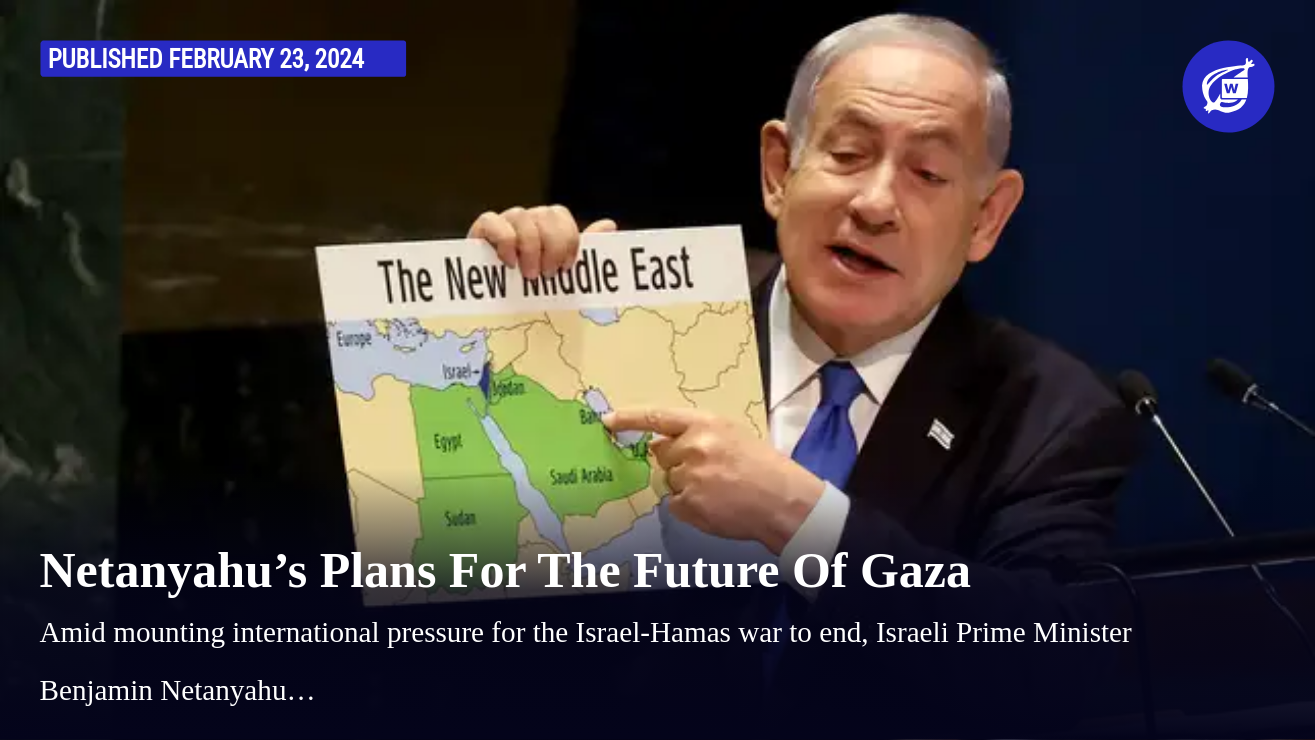 PUBLISHED FEBRUARY 23, 2024
W
The New Middle East
Europe
Israel
Jordan
Egypt
Saudi Arabia
Sudan
Netanyahu’s Plans For The Future Of Gaza
Amid mounting international pressure for the Israel-Hamas war to end, Israeli Prime Minister
Benjamin Netanyahu…